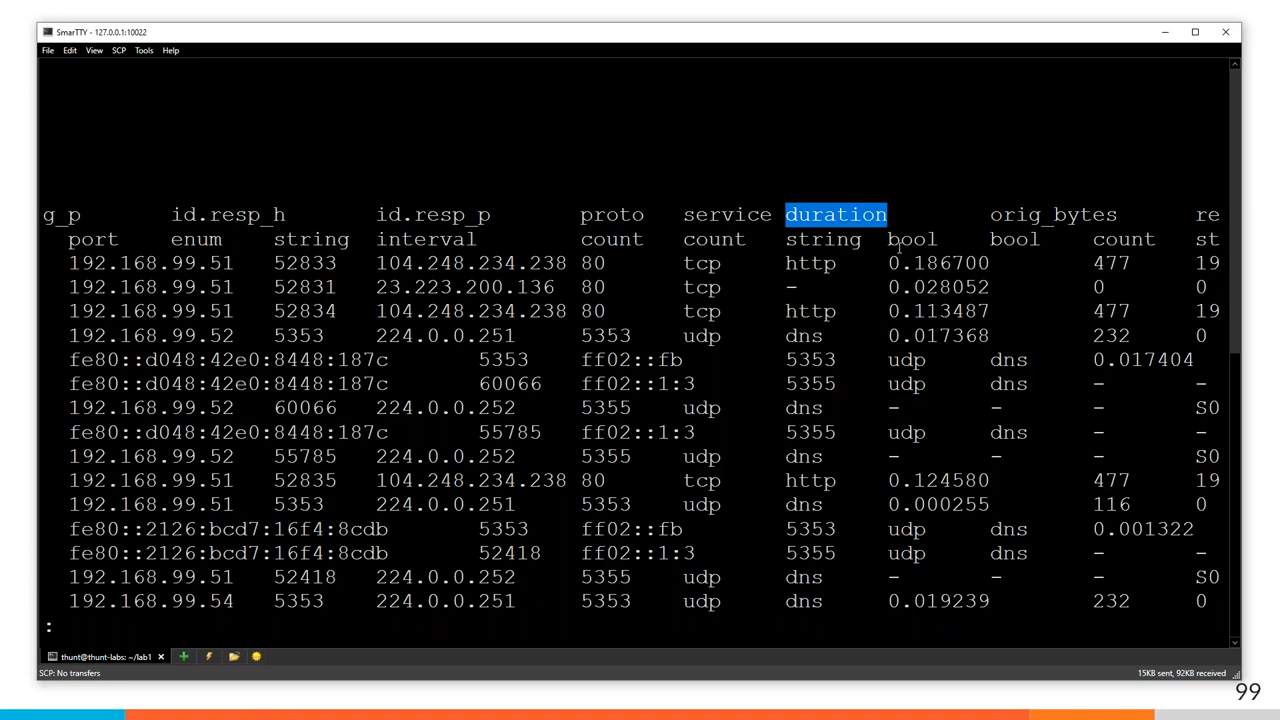 SmarTTY - 127.0.0.1:10022
File Edit View SCP Tools Help
g_p id.resp_h id.resp_p proto service duration orig_bytes re
port enum string interval count count string bool bool count st
192.168.99.51 52833 104.248.234.238 80 tcp http 0.186700 477 19
192.168.99.51 52831 23.223.200.136 80 tcp - 0.028052 0 0
192.168.99.51 52834 104.248.234.238 80 tcp http 0.113487 477 19
192.168.99.52 5353 224.0.0.251 5353 udp dns 0.017368 232 0
fe80::d048:42e0:8448:187c 5353 ff02::fb 5353 udp dns 0.017404
fe80::d048:42e0:8448:187c 60066 ff02::1:3 5355 udp dns - -
192.168.99.52 60066 224.0.0.252 5355 udp dns - - - S0
fe80::d048:42e0:8448:187c 55785 ff02::1:3 5355 udp dns - -
192.168.99.52 55785 224.0.0.252 5355 udp dns - - - S0
192.168.99.51 52835 104.248.234.238 80 tcp http 0.124580 477 19
192.168.99.51 5353 224.0.0.251 5353 udp dns 0.000255 116 0
fe80::2126:bcd7:16f4:8cdb 5353 ff02::fb 5353 udp dns 0.001322
fe80::2126:bcd7:16f4:8cdb 52418 ff02::1:3 5355 udp dns - -
192.168.99.51 52418 224.0.0.252 5355 udp dns - - - S0
192.168.99.54 5353 224.0.0.251 5353 udp dns 0.019239 232 0
:
thunt@thunt-labs: ~/lab1
SCP: No transfers 15KB sent, 92KB received
99